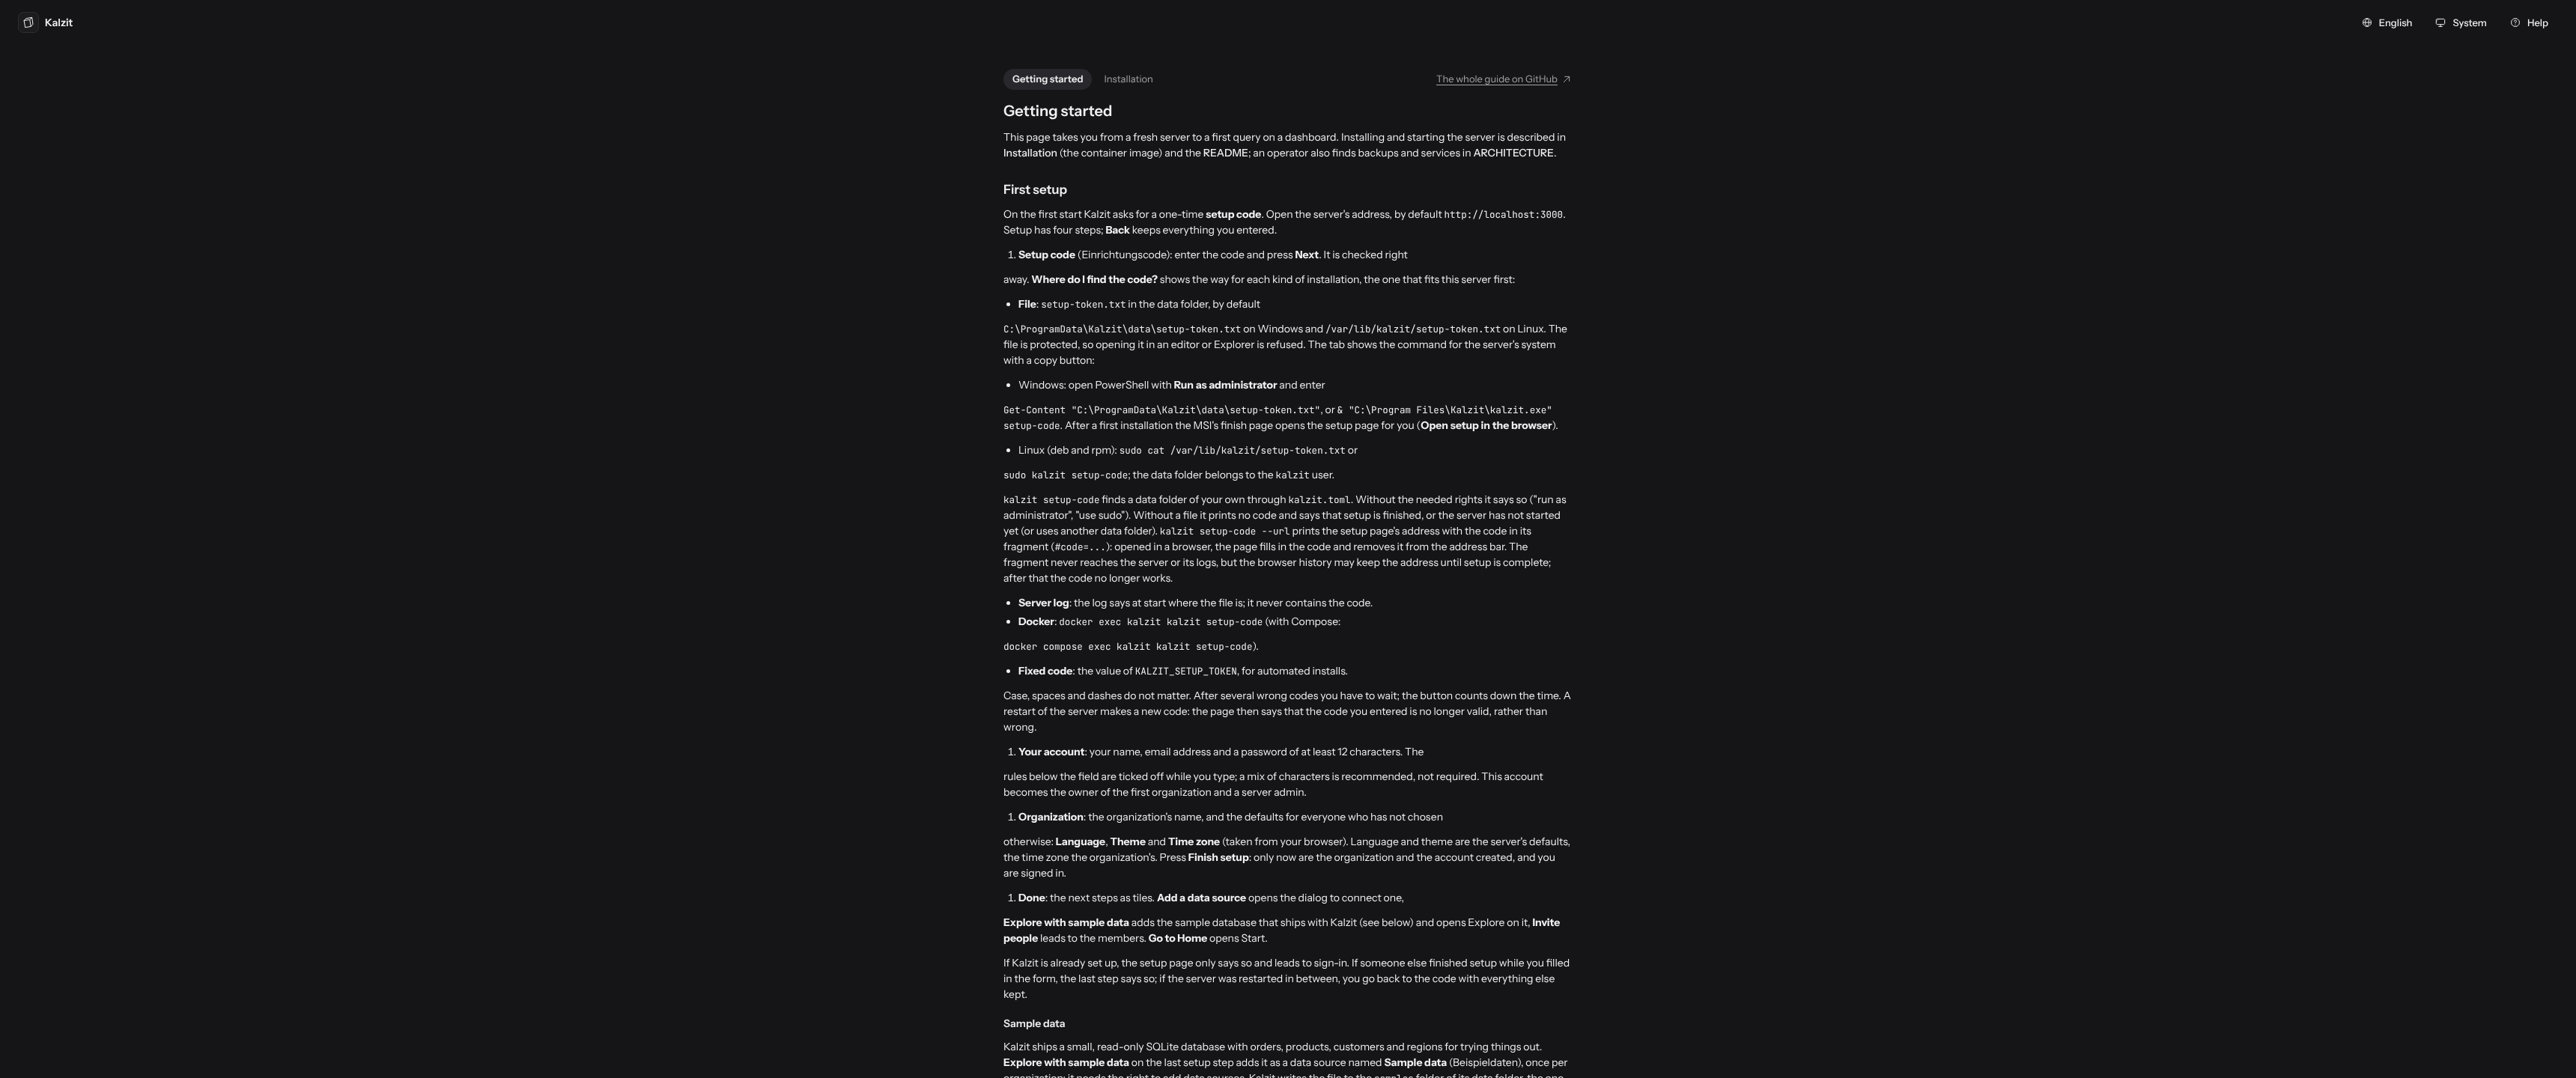 Kalzit
English
System
Help
Getting started
Installation
The whole guide on GitHub
Getting started
This page takes you from a fresh server to a first query on a dashboard. Installing and starting the server is described in
Installation (the container image) and the README; an operator also finds backups and services in ARCHITECTURE.
First setup
On the first start Kalzit asks for a one-time setup code. Open the server's address, by default http://localhost:3000.
Setup has four steps; Back keeps everything you entered.
1. Setup code (Einrichtungscode): enter the code and press Next. It is checked right
away. Where do I find the code? shows the way for each kind of installation, the one that fits this server first:
• File: setup-token.txt in the data folder, by default
C:\ProgramData\Kalzit\data\setup-token.txt on Windows and /var/lib/kalzit/setup-token.txt on Linux. The
file is protected, so opening it in an editor or Explorer is refused. The tab shows the command for the server's system
with a copy button:
• Windows: open PowerShell with Run as administrator and enter
Get-Content "C:\ProgramData\Kalzit\data\setup-token.txt", or & "C:\Program Files\Kalzit\kalzit.exe"
setup-code. After a first installation the MSI's finish page opens the setup page for you (Open setup in the browser).
• Linux (deb and rpm): sudo cat /var/lib/kalzit/setup-token.txt or
sudo kalzit setup-code; the data folder belongs to the kalzit user.
kalzit setup-code finds a data folder of your own through kalzit.toml. Without the needed rights it says so ("run as
administrator", "use sudo"). Without a file it prints no code and says that setup is finished, or the server has not started
yet (or uses another data folder). kalzit setup-code --url prints the setup page's address with the code in its
fragment (#code=...): opened in a browser, the page fills in the code and removes it from the address bar. The
fragment never reaches the server or its logs, but the browser history may keep the address until setup is complete;
after that the code no longer works.
• Server log: the log says at start where the file is; it never contains the code.
• Docker: docker exec kalzit kalzit setup-code (with Compose:
docker compose exec kalzit kalzit setup-code).
• Fixed code: the value of KALZIT_SETUP_TOKEN, for automated installs.
Case, spaces and dashes do not matter. After several wrong codes you have to wait; the button counts down the time. A
restart of the server makes a new code: the page then says that the code you entered is no longer valid, rather than
wrong.
1. Your account: your name, email address and a password of at least 12 characters. The
rules below the field are ticked off while you type; a mix of characters is recommended, not required. This account
becomes the owner of the first organization and a server admin.
1. Organization: the organization's name, and the defaults for everyone who has not chosen
otherwise: Language, Theme and Time zone (taken from your browser). Language and theme are the server's defaults,
the time zone the organization's. Press Finish setup: only now are the organization and the account created, and you
are signed in.
1. Done: the next steps as tiles. Add a data source opens the dialog to connect one,
Explore with sample data adds the sample database that ships with Kalzit (see below) and opens Explore on it, Invite
people leads to the members. Go to Home opens Start.
If Kalzit is already set up, the setup page only says so and leads to sign-in. If someone else finished setup while you filled
in the form, the last step says so; if the server was restarted in between, you go back to the code with everything else
kept.
Sample data
Kalzit ships a small, read-only SQLite database with orders, products, customers and regions for trying things out.
Explore with sample data on the last setup step adds it as a data source named Sample data (Beispieldaten), once per